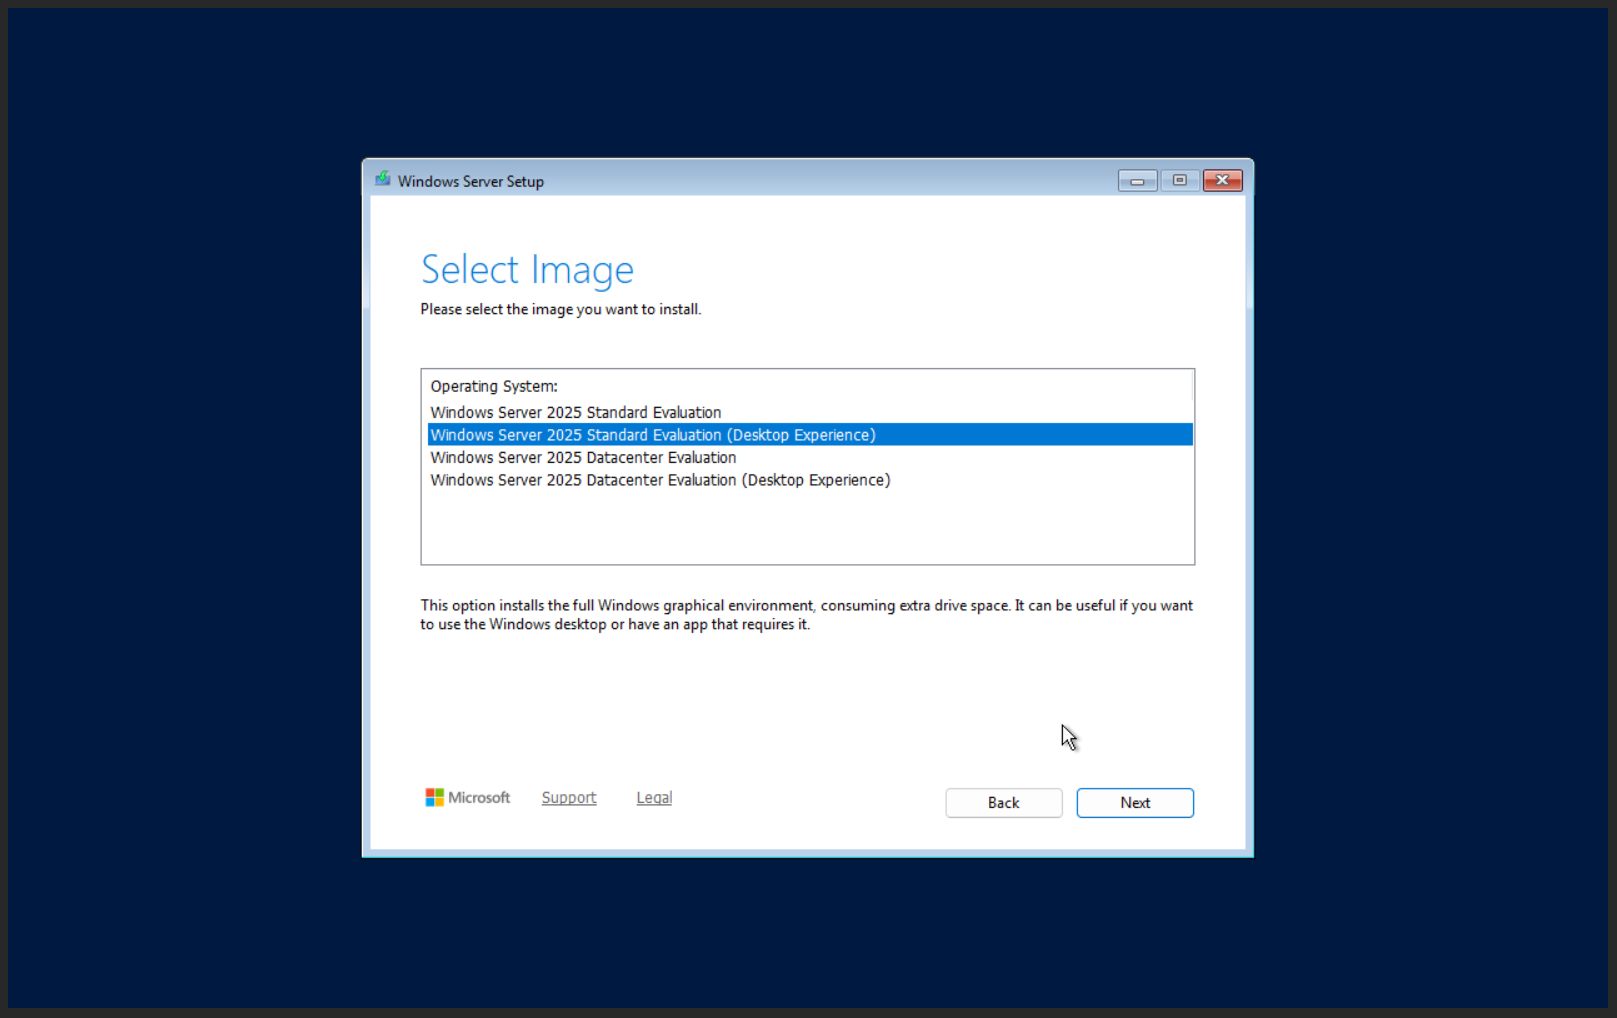 Windows Server Setup
Select Image
Please select the image you want to install.
Operating System:
Windows Server 2025 Standard Evaluation
Windows Server 2025 Standard Evaluation (Desktop Experience)
Windows Server 2025 Datacenter Evaluation
Windows Server 2025 Datacenter Evaluation (Desktop Experience)
This option installs the full Windows graphical environment, consuming extra drive space. It can be useful if you want
to use the Windows desktop or have an app that requires it.
Microsoft Support Legal Back Next